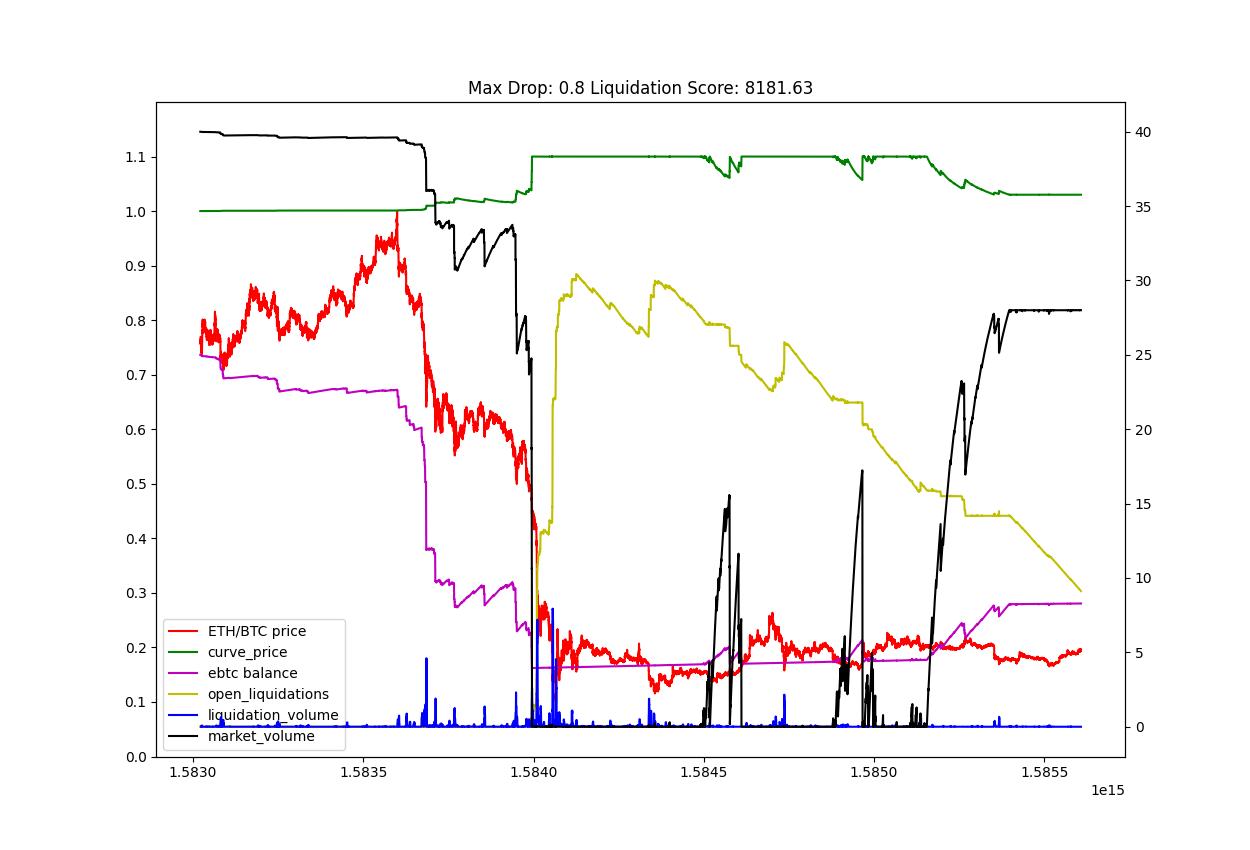 Max Drop: 0.8 Liquidation Score: 8181.63
1.1
1.0
0.9
0.8
0.7
0.6
0.5
0.4
0.3
0.2
0.1
0.0
40
35
30
25
20
15
10
5
0
ETH/BTC price
curve_price
ebtc balance
open_liquidations
liquidation_volume
market_volume
1.5830 1.5835 1.5840 1.5845 1.5850 1.5855
1e15